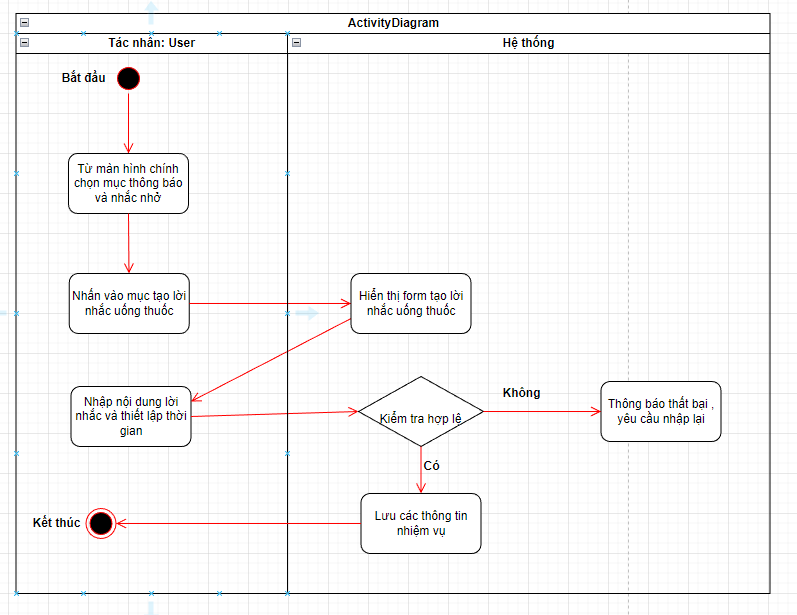 ActivityDiagram
Tác nhân: User
Hệ thống
Bắt đầu
Từ màn hình chính
chọn mục thông báo
và nhắc nhở
Nhấn vào mục tạo lời
nhắc uống thuốc
Hiển thị form tạo lời
nhắc uống thuốc
Nhập nội dung lời
nhắc và thiết lập thời
gian
Kiểm tra hợp lệ
Không
Thông báo thất bại ,
yêu cầu nhập lại
Có
Lưu các thông tin
nhiệm vụ
Kết thúc